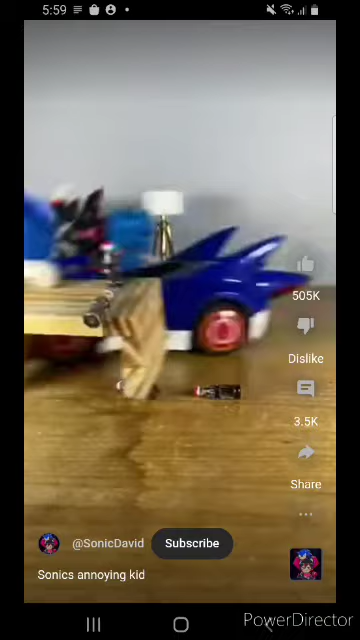 5:59
505K
Dislike
3.5K
Share
@SonicDavid
Subscribe
Sonics annoying kid
PowerDirector